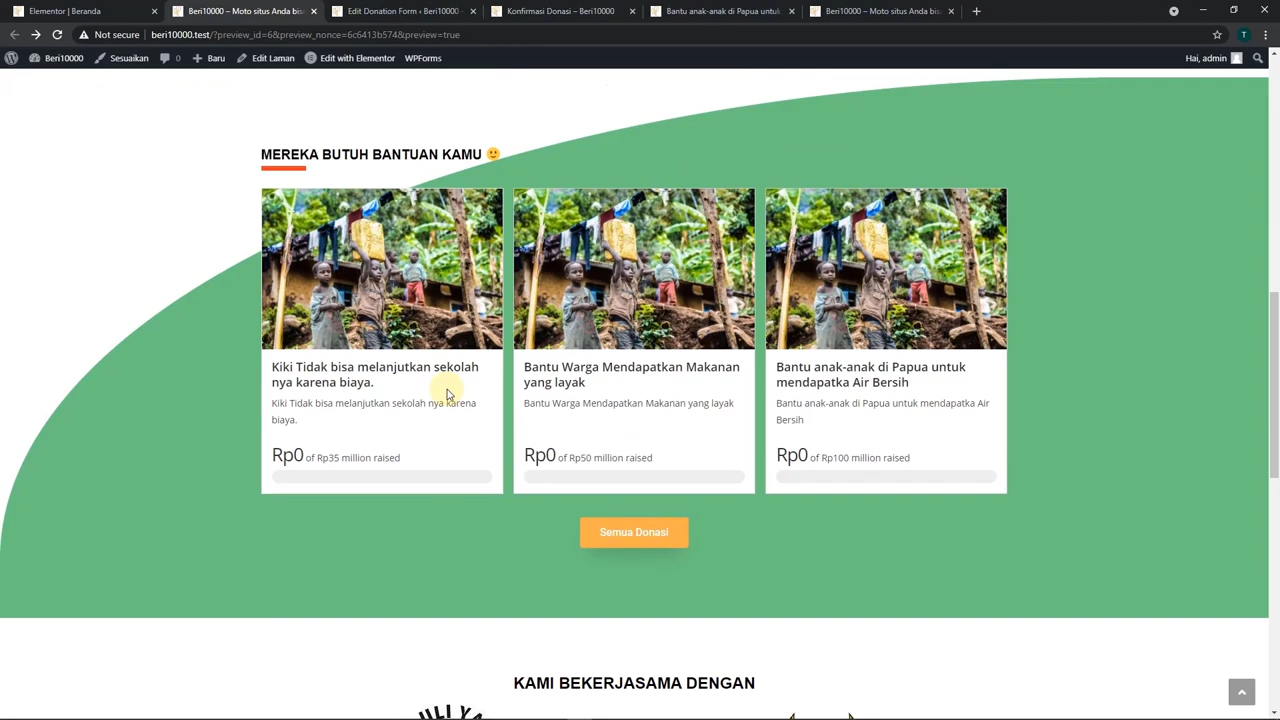 Elementor | Beranda
Beri10000 – Moto situs Anda bis
Edit Donation Form ‹ Beri10000 –
Konfirmasi Donasi – Beri10000
Bantu anak-anak di Papua untuk
Beri10000 – Moto situs Anda bis
Not secure
beri10000.test/?preview_id=6&preview_nonce=6c6413b574&preview=true
T
Beri10000
Sesuaikan
0
Baru
Edit Laman
Edit with Elementor
WPForms
Hai, admin
MEREKA BUTUH BANTUAN KAMU
Kiki Tidak bisa melanjutkan sekolah
nya karena biaya.
Kiki Tidak bisa melanjutkan sekolah nya karena
biaya.
Rp0 of Rp35 million raised
Bantu Warga Mendapatkan Makanan
yang layak
Bantu Warga Mendapatkan Makanan yang layak
Rp0 of Rp50 million raised
Bantu anak-anak di Papua untuk
mendapatka Air Bersih
Bantu anak-anak di Papua untuk mendapatka Air
Bersih
Rp0 of Rp100 million raised
Semua Donasi
KAMI BEKERJASAMA DENGAN